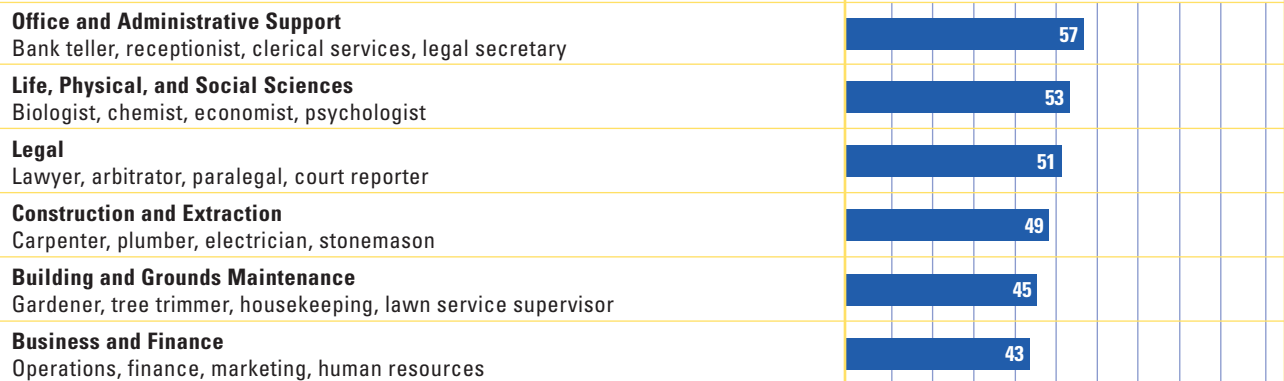 Office and Administrative Support
57
Bank teller, receptionist, clerical services, legal secretary
Life, Physical, and Social Sciences
53
Biologist, chemist, economist, psychologist
Legal
51
Lawyer, arbitrator, paralegal, court reporter
Construction and Extraction
49
Carpenter, plumber, electrician, stonemason
Building and Grounds Maintenance
45
Gardener, tree trimmer, housekeeping, lawn service supervisor
Business and Finance
43
Operations, finance, marketing, human resources